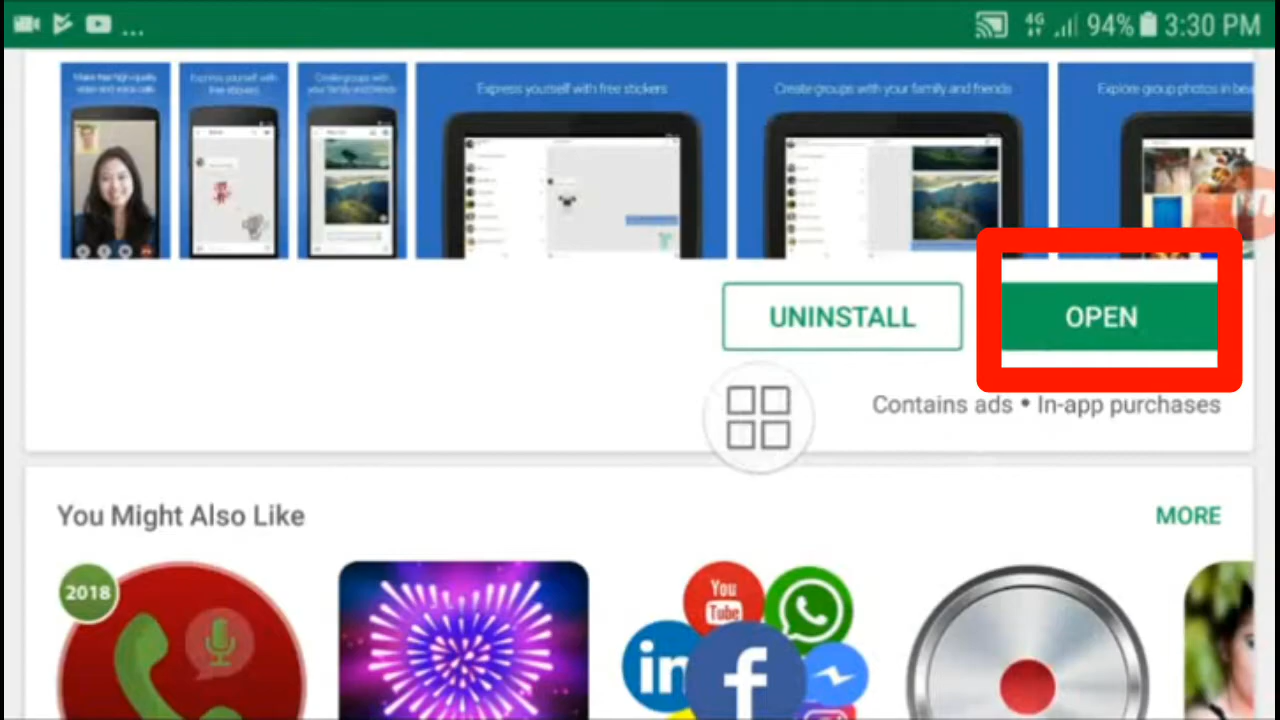 ... 4G 94% 3:30 PM
Make free high quality
video and voice calls
Express yourself with
free stickers
Create groups with
your family and friends
Express yourself with free stickers
Create groups with your family and friends
Explore group photos in
UNINSTALL
OPEN
Contains ads • In-app purchases
You Might Also Like
MORE
2018
You
Tube
in
f